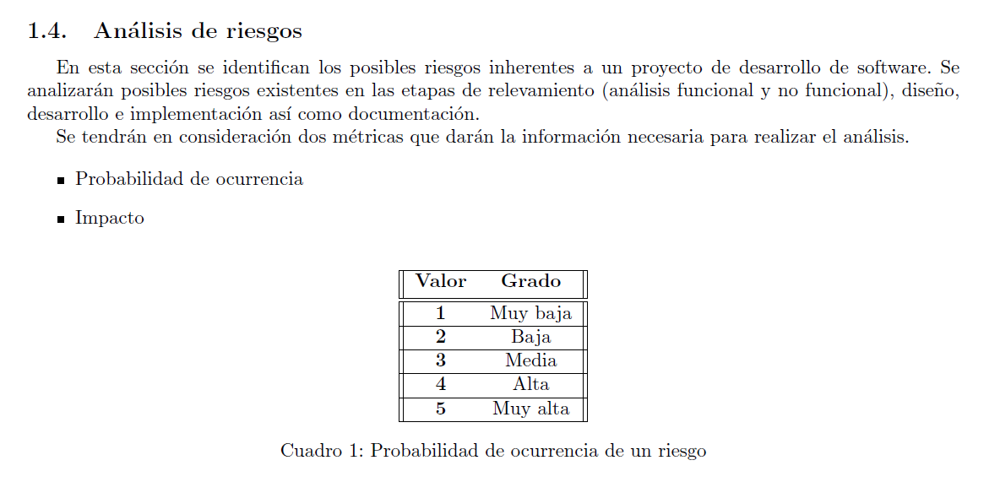 1.4. Análisis de riesgos
En esta sección se identifican los posibles riesgos inherentes a un proyecto de desarrollo de software. Se
analizarán posibles riesgos existentes en las etapas de relevamiento (análisis funcional y no funcional), diseño,
desarrollo e implementación así como documentación.
Se tendrán en consideración dos métricas que darán la información necesaria para realizar el análisis.
▪ Probabilidad de ocurrencia
▪ Impacto
Valor Grado
1 Muy baja
2 Baja
3 Media
4 Alta
5 Muy alta
Cuadro 1: Probabilidad de ocurrencia de un riesgo